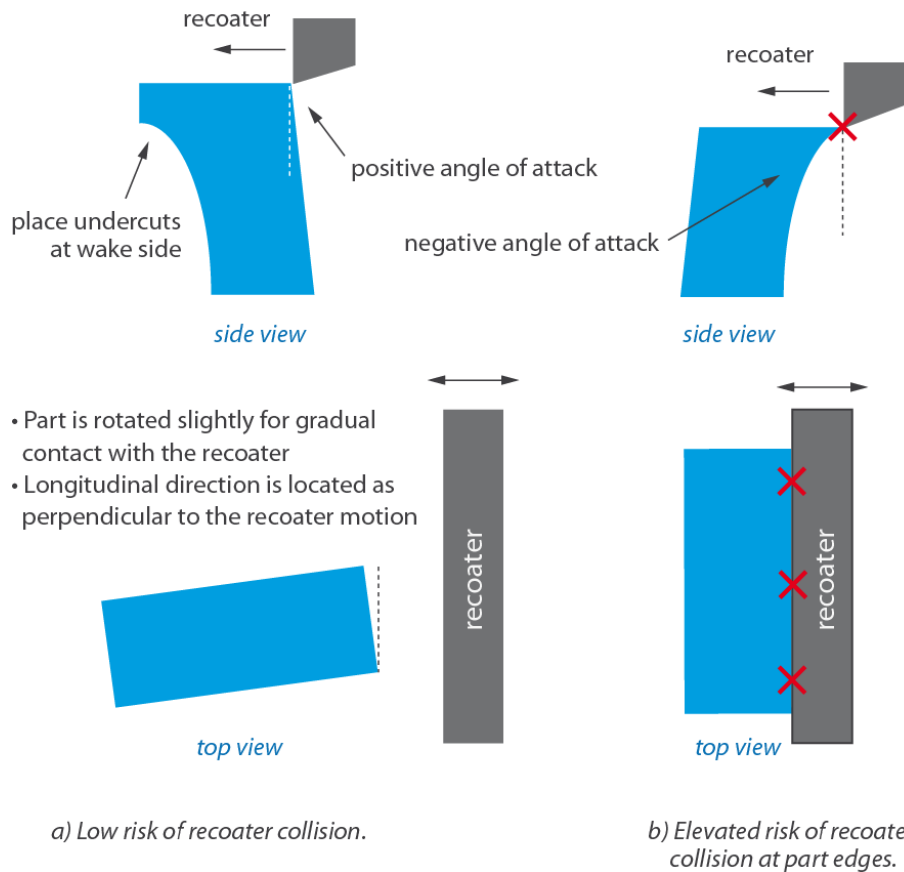 recoater
recoater
positive angle of attack
place undercuts
at wake side
negative angle of attack
side view
side view
• Part is rotated slightly for gradual
contact with the recoater
• Longitudinal direction is located as
perpendicular to the recoater motion
recoater
recoater
top view
top view
a) Low risk of recoater collision.
b) Elevated risk of recoate
collision at part edges.